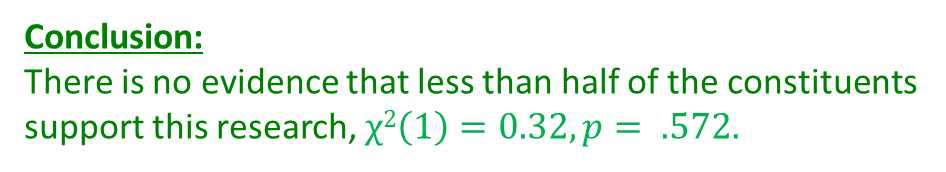 Conclusion:
There is no evidence that less than half of the constituents
support this research, χ²(1) = 0.32, p = .572.